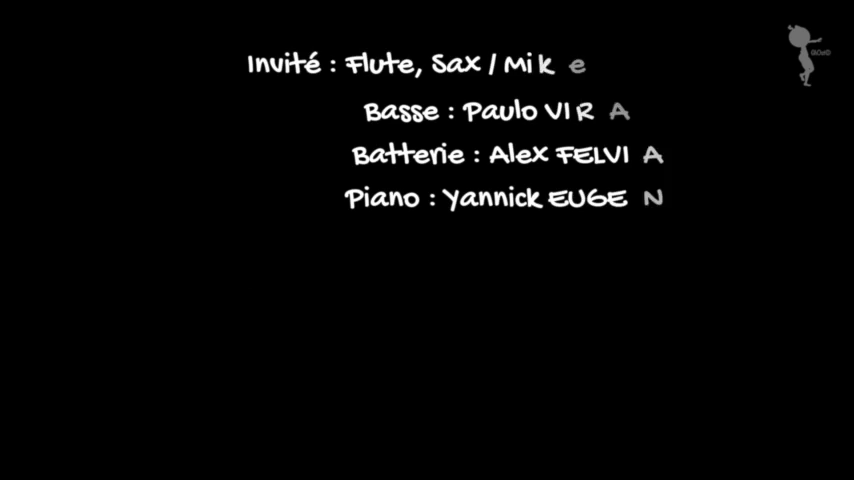 Invité : Flute, Sax / Mike
Basse : Paulo VIRA
Batterie : Alex FELVIA
Piano : Yannick EUGEN